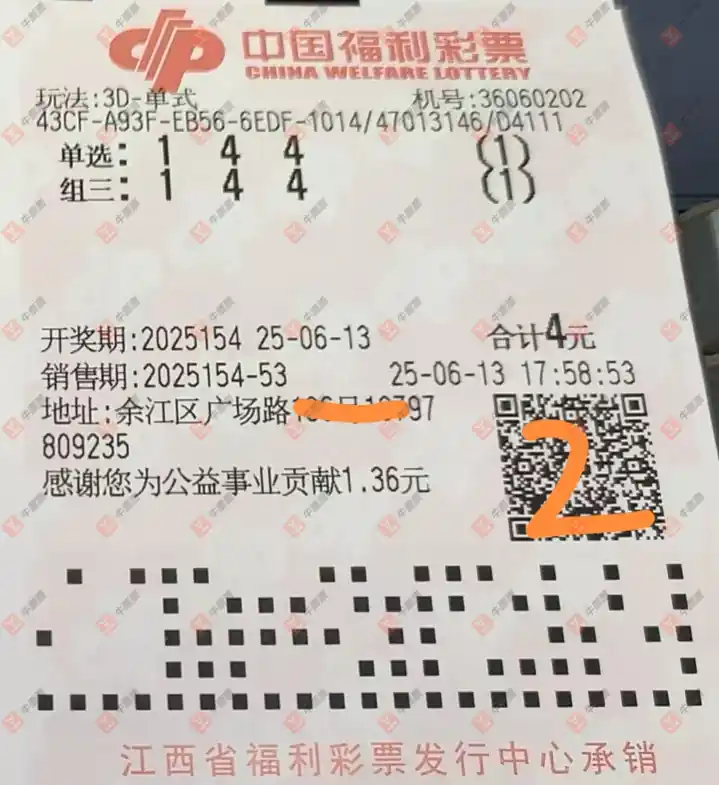 中国福利彩票
CHINA WELFARE LOTTERY
玩法:3D-单式 机号:36060202
43CF-A93F-EB56-6EDF-1014/47013146/D4111
单选: 1 4 4 (1)
组三: 1 4 4 (1)
开奖期:2025154 25-06-13 合计4元
销售期:2025154-53 25-06-13 17:58:53
地址:余江区广场路 97
809235
感谢您为公益事业贡献1.36元
2
江西省福利彩票发行中心承销